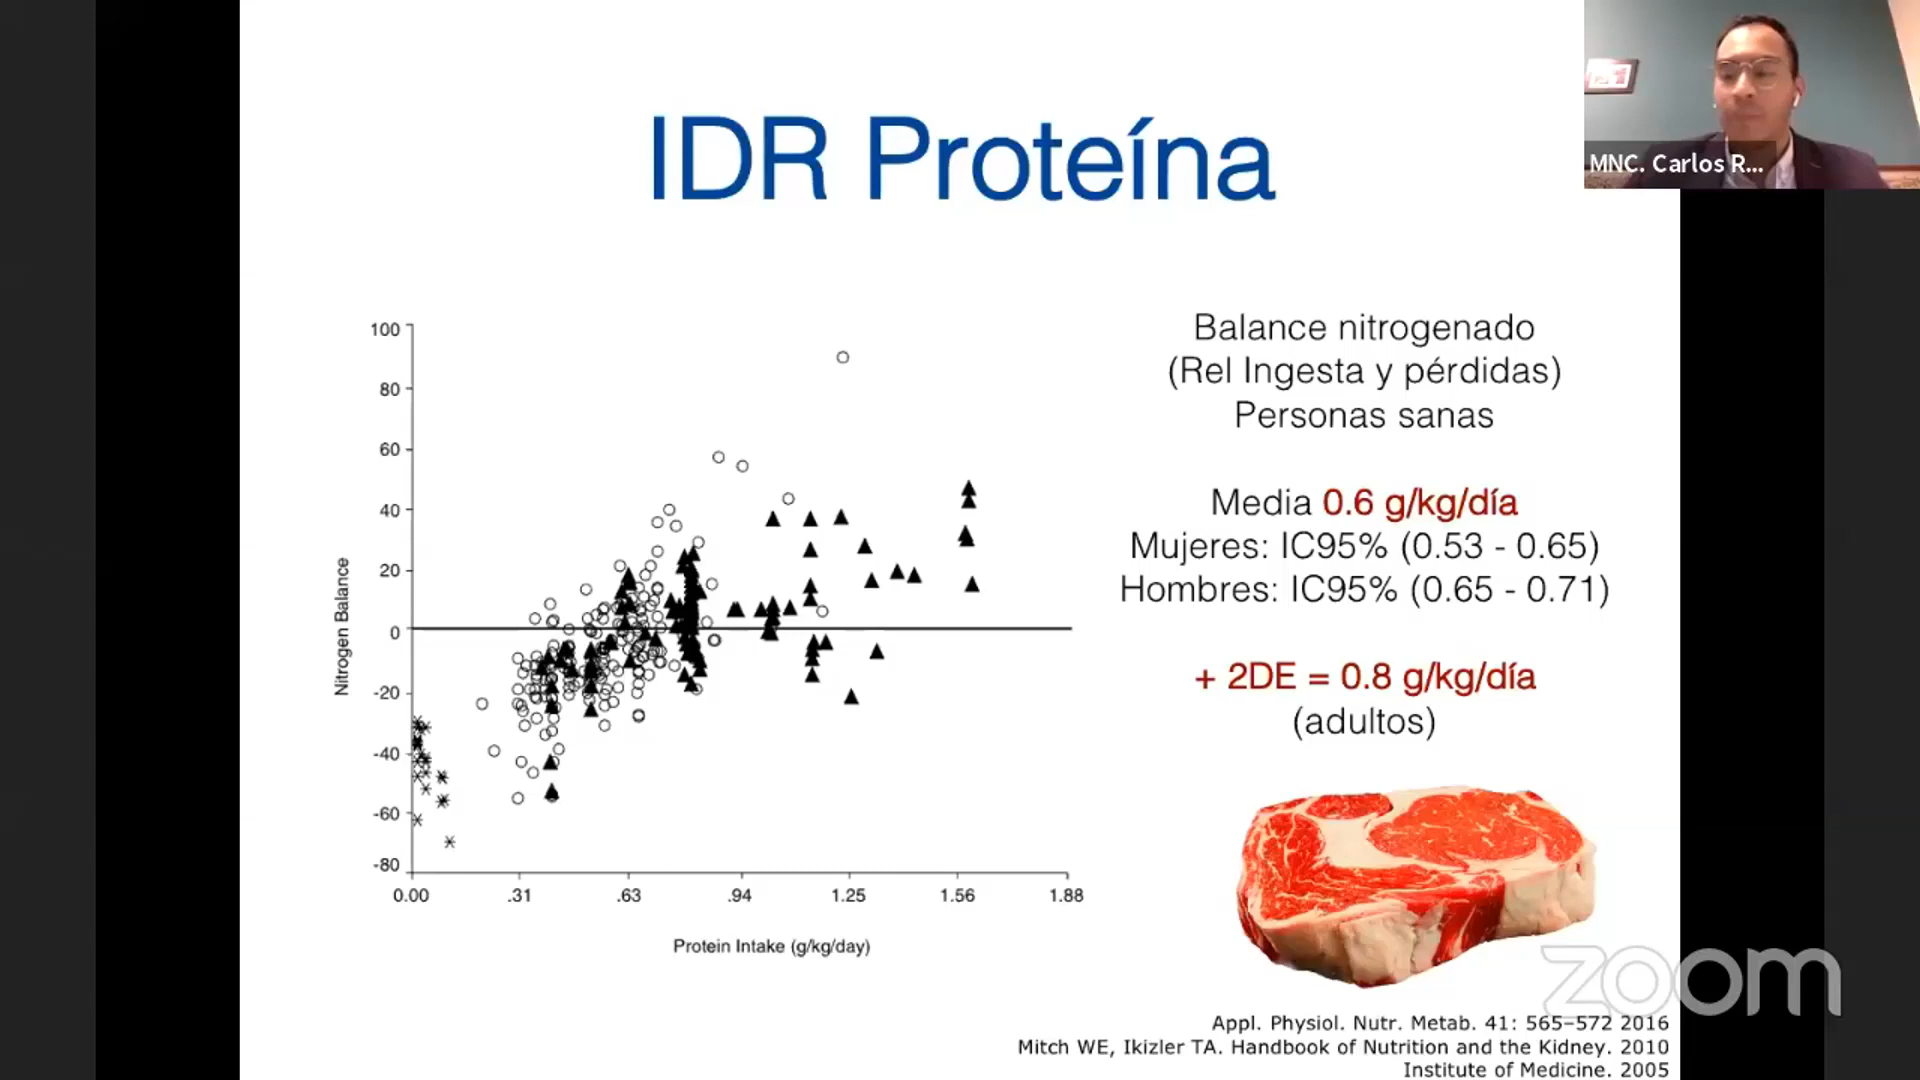 MNC. Carlos R...
IDR Proteína
Balance nitrogenado
(Rel Ingesta y pérdidas)
Personas sanas
Media 0.6 g/kg/día
Mujeres: IC95% (0.53 - 0.65)
Hombres: IC95% (0.65 - 0.71)
+ 2DE = 0.8 g/kg/día
(adultos)
100
80
60
40
20
0
-20
-40
-60
-80
Nitrogen Balance
0.00
.31
.63
.94
1.25
1.56
1.88
Protein Intake (g/kg/day)
zoom
Appl. Physiol. Nutr. Metab. 41: 565–572 2016
Mitch WE, Ikizler TA. Handbook of Nutrition and the Kidney. 2010
Institute of Medicine. 2005